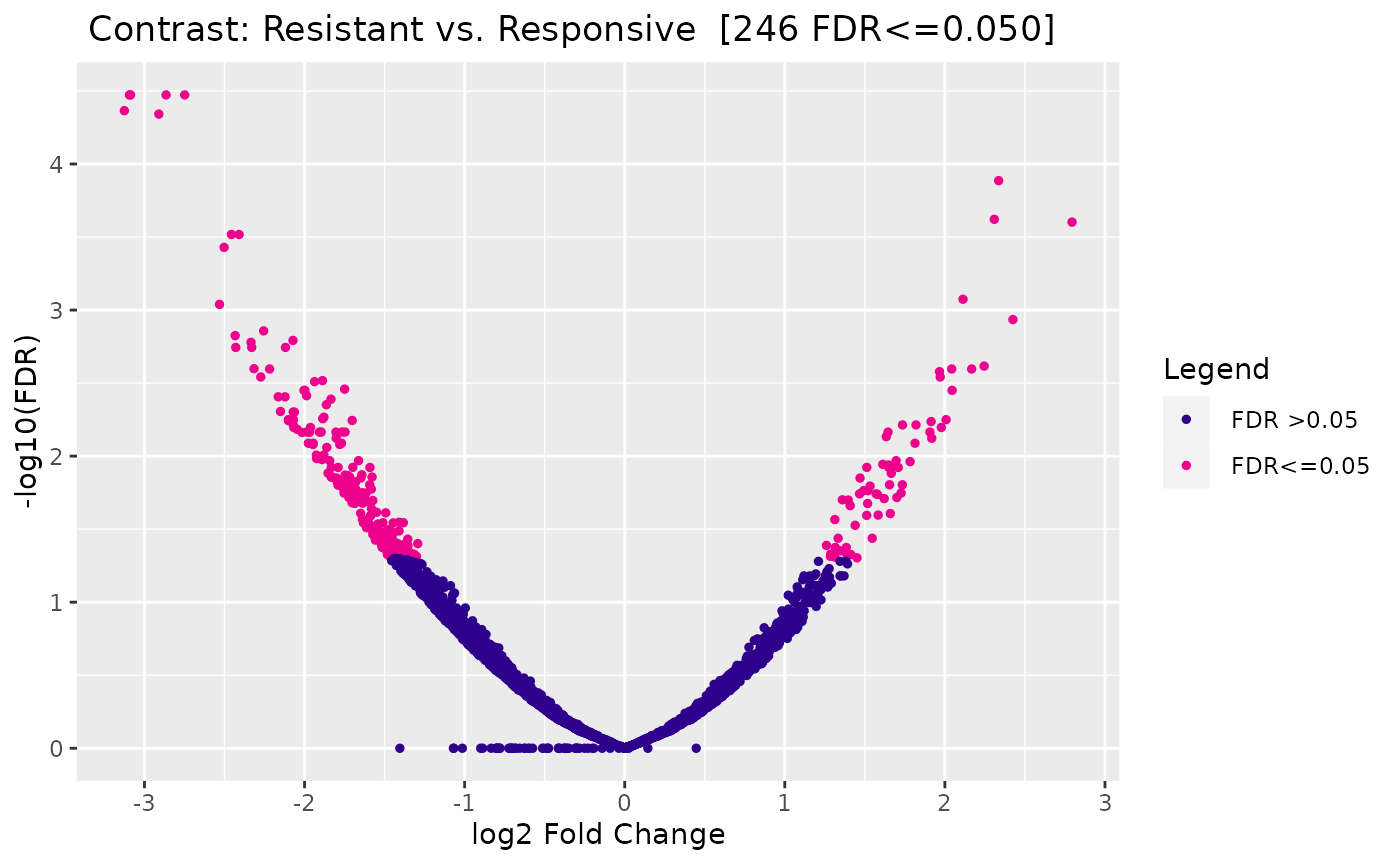 Contrast: Resistant vs. Responsive  [246 FDR<=0.050]
-log10(FDR)
4
3
2
1
0
-3
-2
-1
0
1
2
3
log2 Fold Change
Legend
FDR >0.05
FDR<=0.05